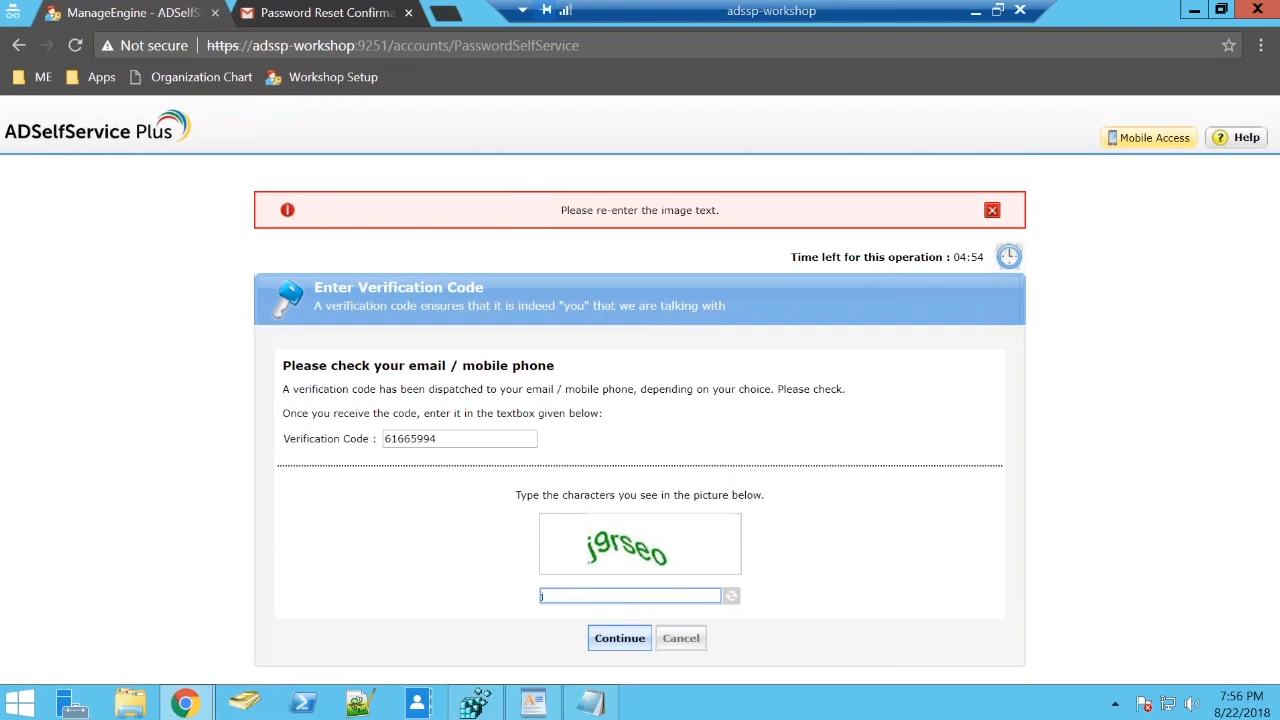 ManageEngine - ADSelfS
Password Reset Confirma
adssp-workshop
Not secure
https://adssp-workshop:9251/accounts/PasswordSelfService
ME
Apps
Organization Chart
Workshop Setup
ADSelfService Plus
Mobile Access
Help
Please re-enter the image text.
Time left for this operation : 04:54
Enter Verification Code
A verification code ensures that it is indeed "you" that we are talking with
Please check your email / mobile phone
A verification code has been dispatched to your email / mobile phone, depending on your choice. Please check.
Once you receive the code, enter it in the textbox given below:
Verification Code : 61665994
Type the characters you see in the picture below.
j9rseo
j
Continue
Cancel
7:56 PM
8/22/2018